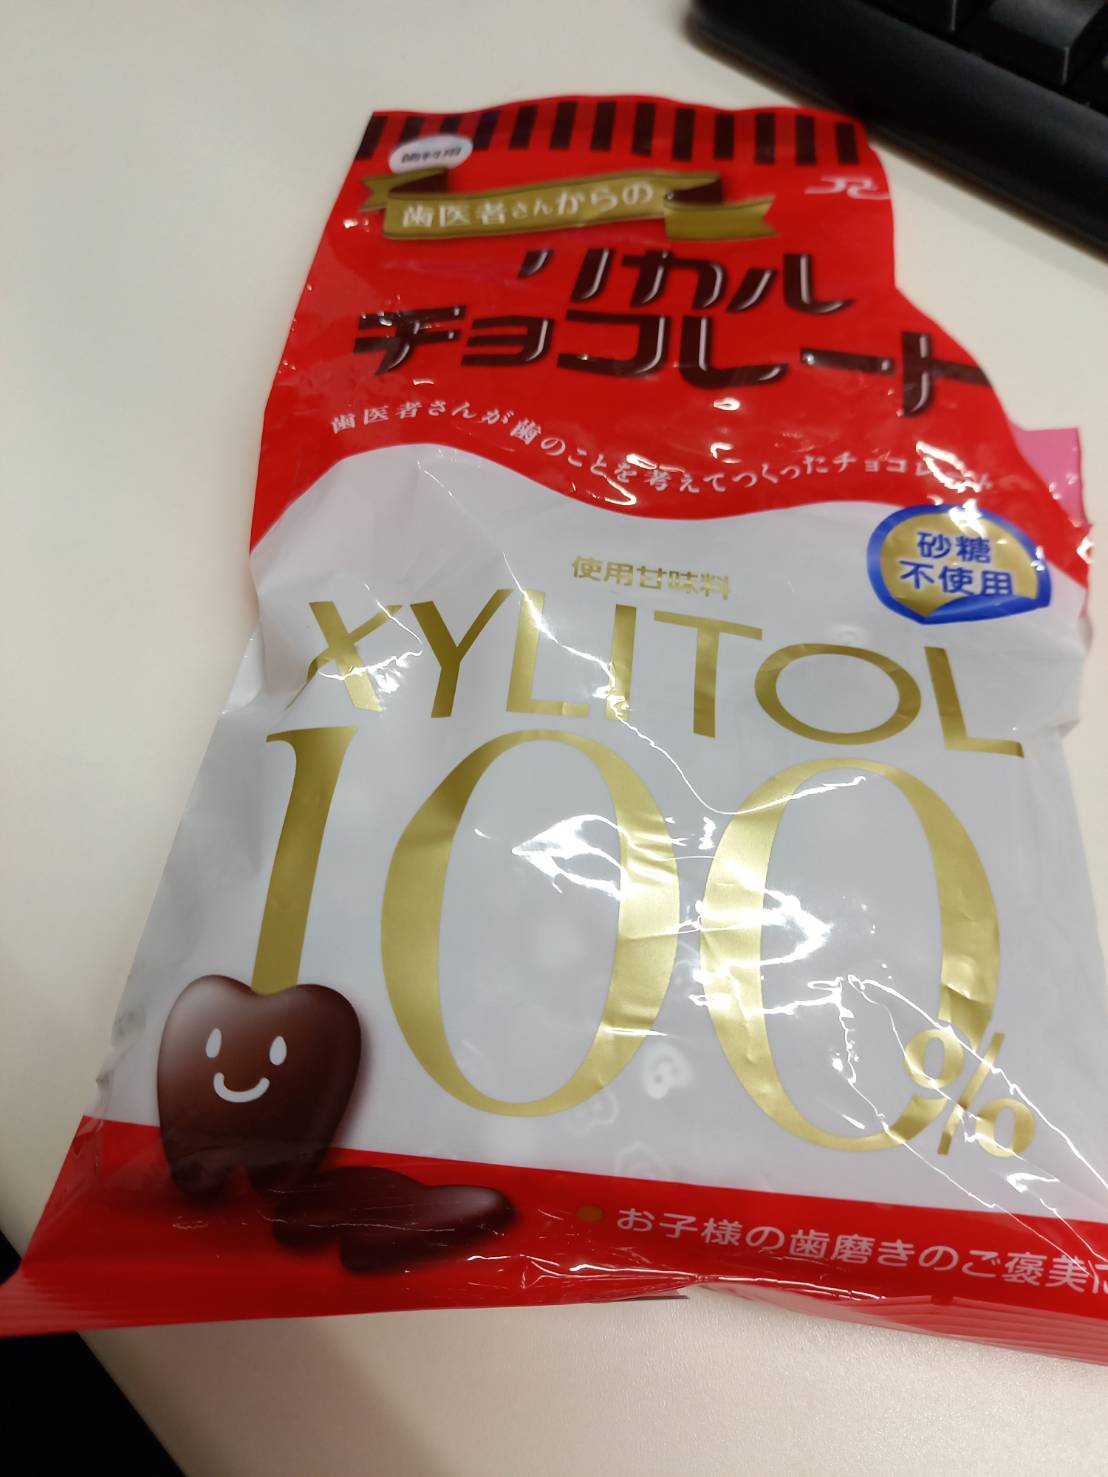 歯科用
歯医者さんからの
リカル
チョコレート
歯医者さんが歯のことを考えてつくったチョコレート
砂糖
不使用
使用甘味料
XYLITOL
100%
お子様の歯磨きのご褒美に